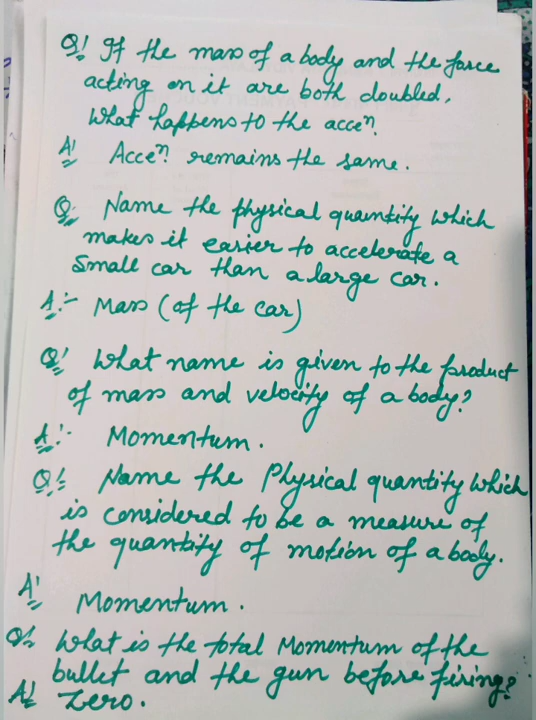 Q! If the mass of a body and the force
acting on it are both doubled,
What happens to the acceⁿ.
A! Acceⁿ. remains the same.
Q: Name the physical quantity which
makes it easier to accelerate a
small car than a large car.
A:- Mass (of the car)
Q! What name is given to the product
of mass and velocity of a body?
A:- Momentum.
Q:- Name the Physical quantity Which
is considered to be a measure of
the quantity of motion of a body.
A!
Momentum.
Q:- What is the total Momentum of the
bullet and the gun before firing?
A! Zero.